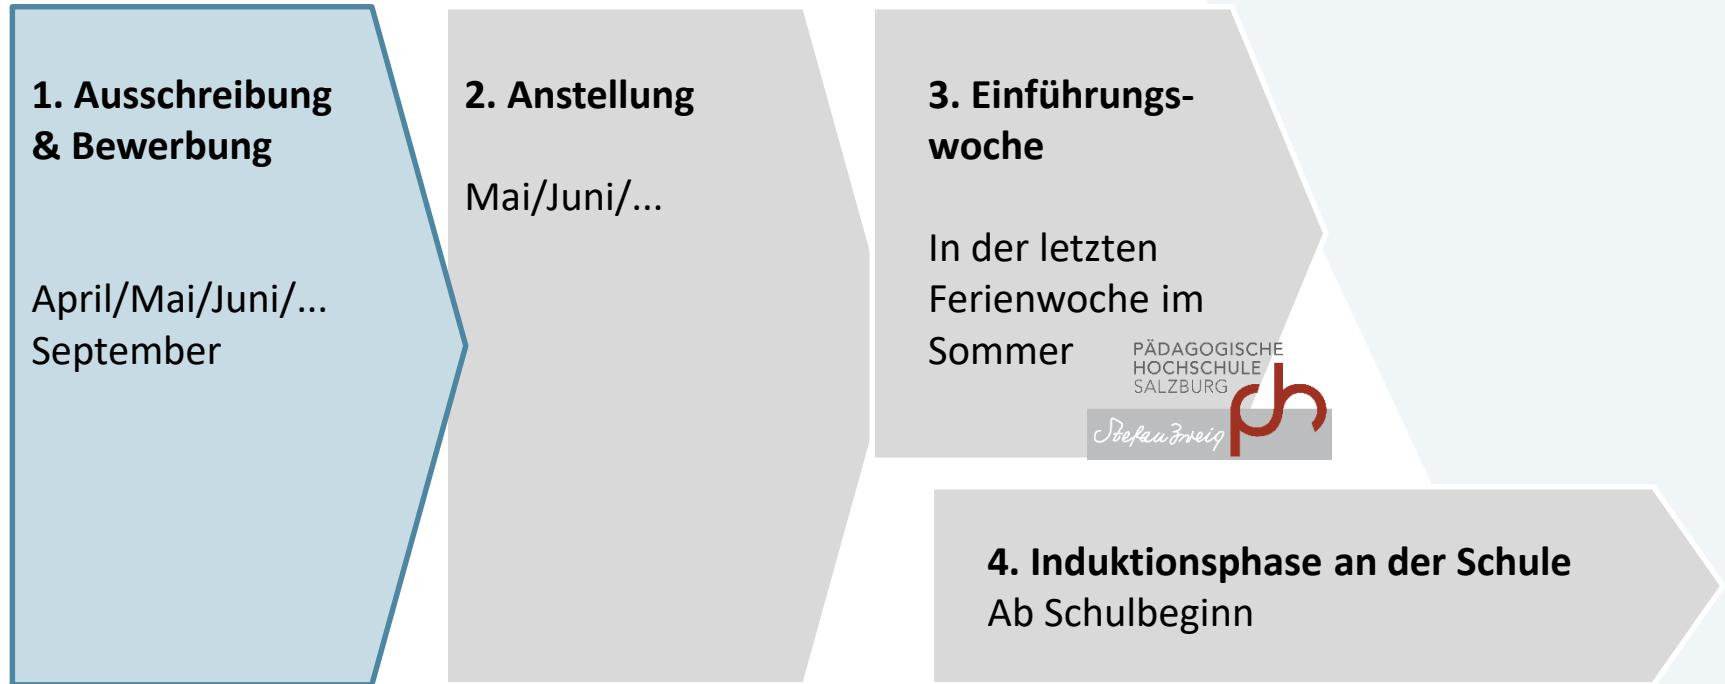 1. Ausschreibung
& Bewerbung
April/Mai/Juni/...
September
2. Anstellung
Mai/Juni/...
3. Einführungs-
woche
In der letzten
Ferienwoche im
Sommer
PÄDAGOGISCHE
HOCHSCHULE
SALZBURG
Stefan Zweig
ph
4. Induktionsphase an der Schule
Ab Schulbeginn